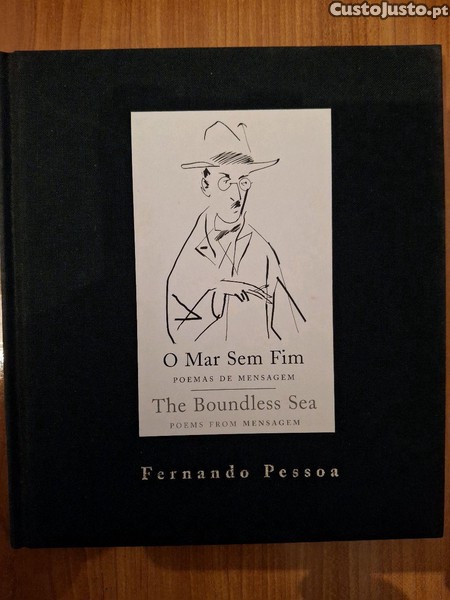 CustoJusto.pt
O Mar Sem Fim
POEMAS DE MENSAGEM
The Boundless Sea
POEMS FROM MENSAGEM
Fernando Pessoa